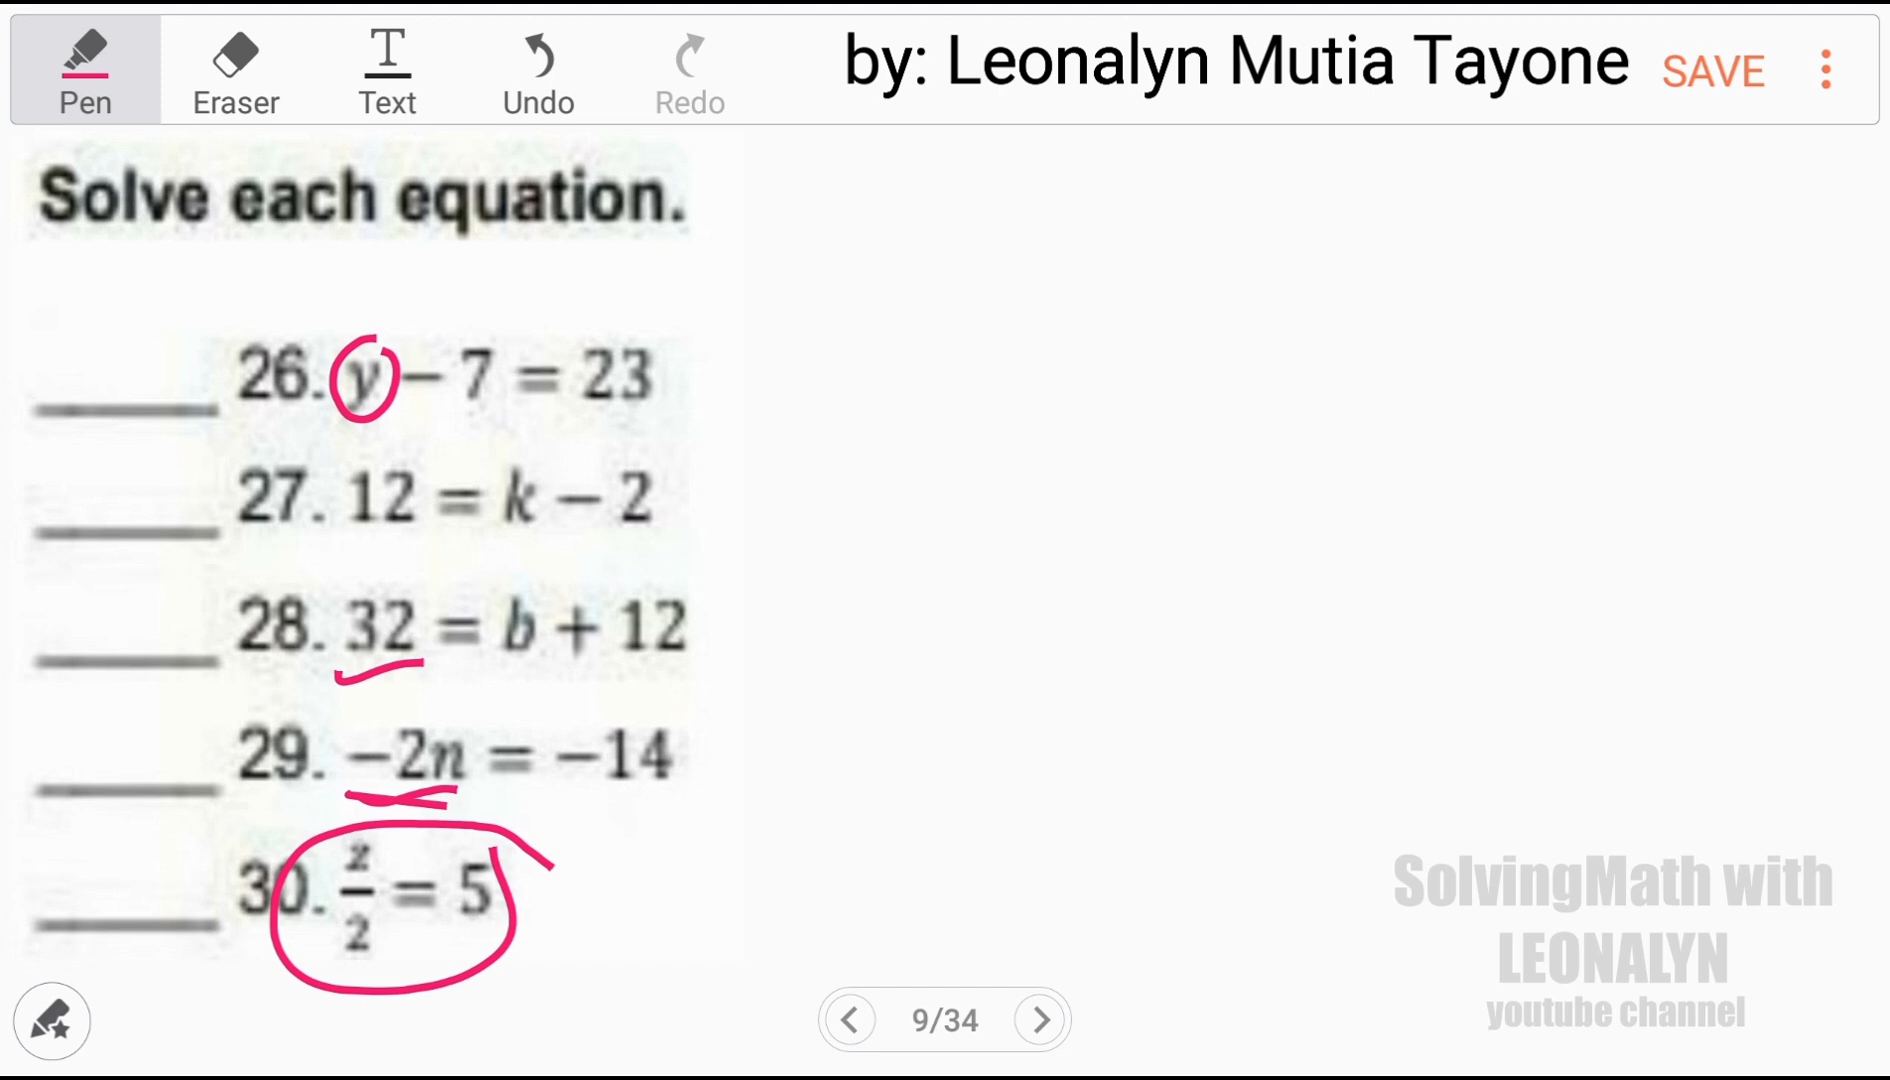 by: Leonalyn Mutia Tayone
SAVE
Pen
Eraser
Text
Undo
Redo
Solve each equation.
26. y − 7 = 23
27. 12 = k − 2
28. 32 = b + 12
29. −2n = −14
30. z/2 = 5
SolvingMath with
LEONALYN
youtube channel
9/34